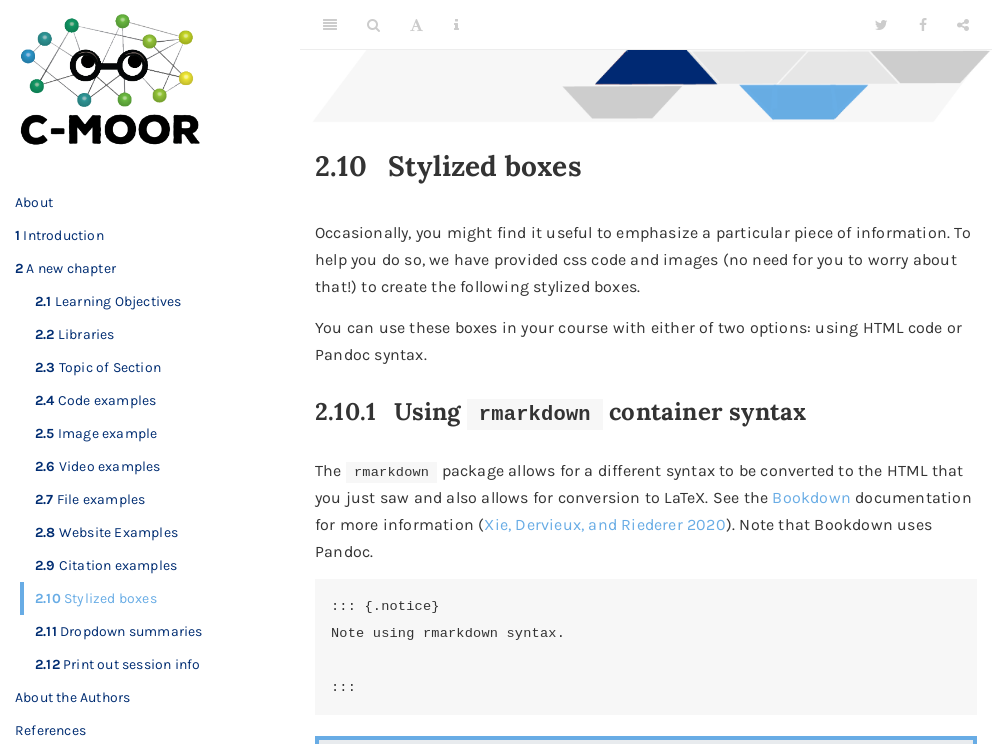 C-MOOR
About
1 Introduction
2 A new chapter
2.1 Learning Objectives
2.2 Libraries
2.3 Topic of Section
2.4 Code examples
2.5 Image example
2.6 Video examples
2.7 File examples
2.8 Website Examples
2.9 Citation examples
2.10 Stylized boxes
2.11 Dropdown summaries
2.12 Print out session info
About the Authors
References
2.10 Stylized boxes
Occasionally, you might find it useful to emphasize a particular piece of information. To
help you do so, we have provided css code and images (no need for you to worry about
that!) to create the following stylized boxes.
You can use these boxes in your course with either of two options: using HTML code or
Pandoc syntax.
2.10.1 Using rmarkdown container syntax
The rmarkdown package allows for a different syntax to be converted to the HTML that
you just saw and also allows for conversion to LaTeX. See the Bookdown documentation
for more information (Xie, Dervieux, and Riederer 2020). Note that Bookdown uses
Pandoc.
::: {.notice}
Note using rmarkdown syntax.
:::